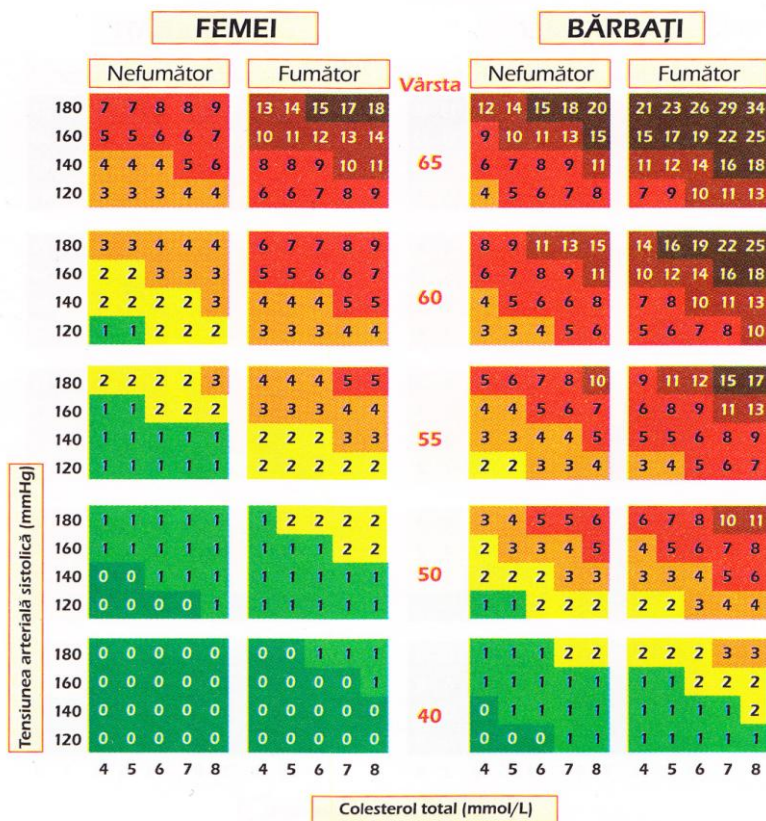 FEMEI BĂRBAȚI
Nefumător Fumător Vârsta Nefumător Fumător
180 7 7 8 8 9 13 14 15 17 18 12 14 15 18 20 21 23 26 29 34
160 5 5 6 6 7 10 11 12 13 14 9 10 11 13 15 15 17 19 22 25
140 4 4 4 5 6 8 8 9 10 11 65 6 7 8 9 11 11 12 14 16 18
120 3 3 3 4 4 6 6 7 8 9 4 5 6 7 8 7 9 10 11 13
180 3 3 4 4 4 6 7 7 8 9 8 9 11 13 15 14 16 19 22 25
160 2 2 3 3 3 5 5 6 6 7 6 7 8 9 11 10 12 14 16 18
140 2 2 2 2 3 4 4 4 5 5 60 4 5 6 6 8 7 8 10 11 13
120 1 1 2 2 2 3 3 3 4 4 3 3 4 5 6 5 6 7 8 10
180 2 2 2 2 3 4 4 4 5 5 5 6 7 8 10 9 11 12 15 17
160 1 1 2 2 2 3 3 3 4 4 4 4 5 6 7 6 8 9 11 13
140 1 1 1 1 1 2 2 2 3 3 55 3 3 4 4 5 5 5 6 8 9
120 1 1 1 1 1 2 2 2 2 2 2 2 3 3 4 3 4 5 6 7
180 1 1 1 1 1 1 2 2 2 2 3 4 5 5 6 6 7 8 10 11
160 1 1 1 1 1 1 1 1 2 2 2 3 3 4 5 4 5 6 7 8
140 0 0 1 1 1 1 1 1 1 1 50 2 2 2 3 3 3 3 4 5 6
120 0 0 0 0 1 1 1 1 1 1 1 1 2 2 2 2 2 3 4 4
180 0 0 0 0 0 0 0 1 1 1 1 1 1 2 2 2 2 2 3 3
160 0 0 0 0 0 0 0 0 0 1 1 1 1 1 1 1 1 2 2 2
140 0 0 0 0 0 0 0 0 0 0 40 0 1 1 1 1 1 1 1 1 2
120 0 0 0 0 0 0 0 0 0 0 0 0 0 1 1 1 1 1 1 1
4 5 6 7 8 4 5 6 7 8 4 5 6 7 8 4 5 6 7 8
Tensiunea arterială sistolică (mmHg)
Colesterol total (mmol/L)